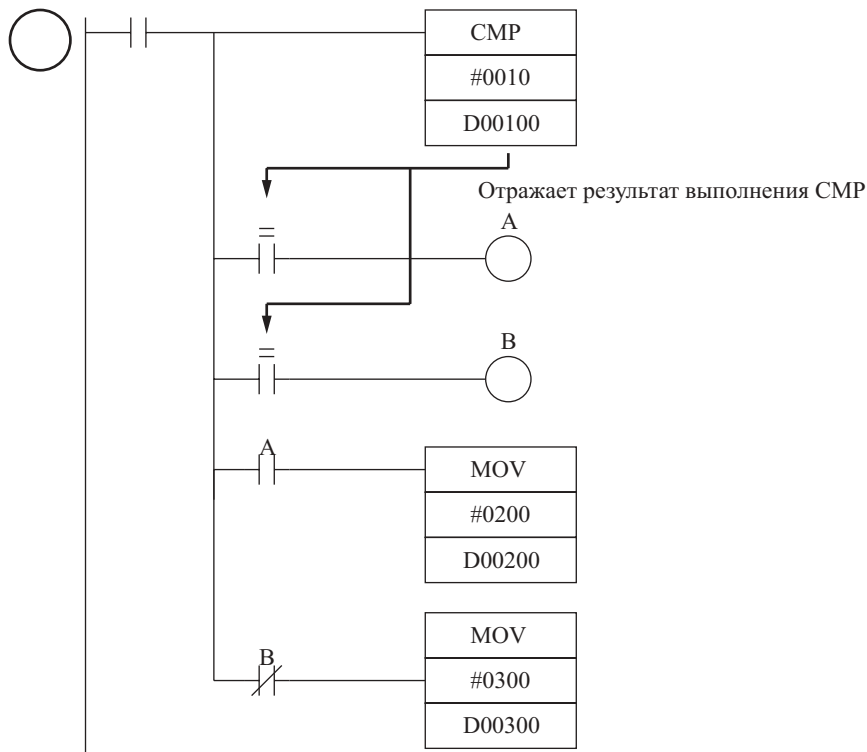 CMP
#0010
D00100
Отражает результат выполнения CMP
A
=
B
=
A
MOV
#0200
D00200
B
MOV
#0300
D00300